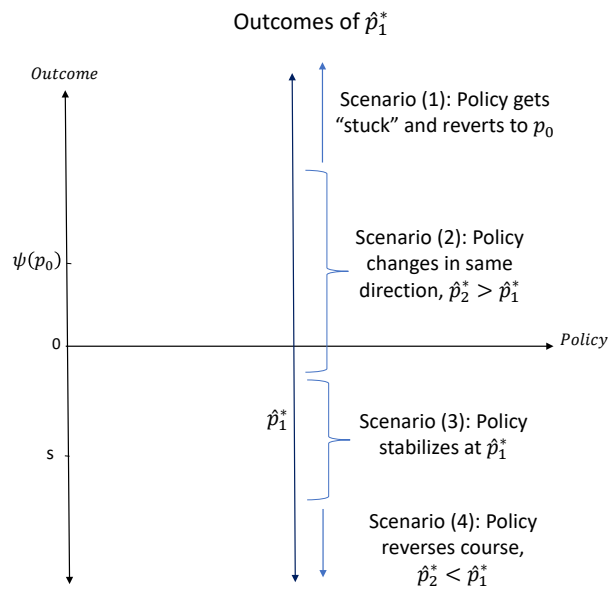 Outcomes of p̂₁*
Outcome
Scenario (1): Policy gets
“stuck” and reverts to p₀
Scenario (2): Policy
changes in same
direction, p̂₂* > p̂₁*
ψ(p₀)
0
Policy
p̂₁*
Scenario (3): Policy
stabilizes at p̂₁*
s
Scenario (4): Policy
reverses course,
p̂₂* < p̂₁*